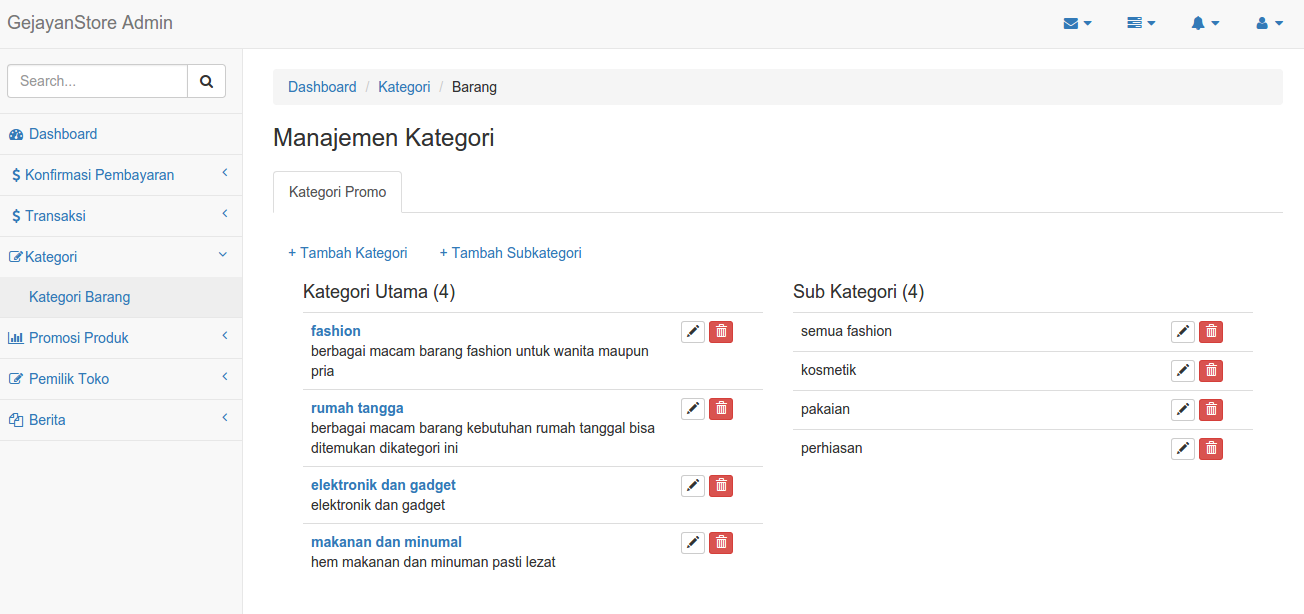 GejayanStore Admin
Search...
Dashboard
Konfirmasi Pembayaran
Transaksi
Kategori
Kategori Barang
Promosi Produk
Pemilik Toko
Berita
Dashboard / Kategori / Barang
Manajemen Kategori
Kategori Promo
+ Tambah Kategori
+ Tambah Subkategori
Kategori Utama (4)
fashion
berbagai macam barang fashion untuk wanita maupun
pria
rumah tangga
berbagai macam barang kebutuhan rumah tanggal bisa
ditemukan dikategori ini
elektronik dan gadget
elektronik dan gadget
makanan dan minumal
hem makanan dan minuman pasti lezat
Sub Kategori (4)
semua fashion
kosmetik
pakaian
perhiasan